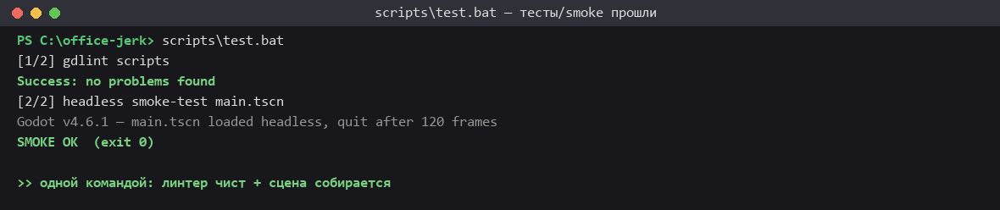 scripts\test.bat — тесты/smoke прошли
PS C:\office-jerk> scripts\test.bat
[1/2] gdlint scripts
Success: no problems found
[2/2] headless smoke-test main.tscn
Godot v4.6.1 — main.tscn loaded headless, quit after 120 frames
SMOKE OK  (exit 0)
>> одной командой: линтер чист + сцена собирается